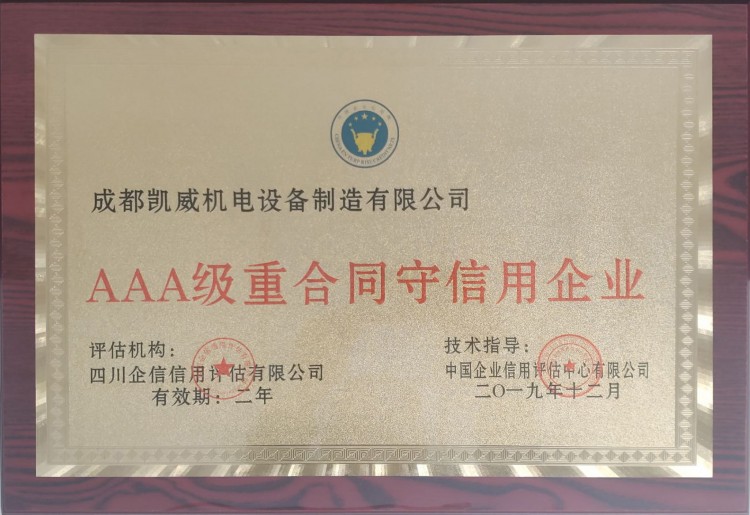 成都凯威机电设备制造有限公司
AAA级重合同守信用企业
评估机构：
四川企信信用评估有限公司
有效期：二年
技术指导：
中国企业信用评估中心有限公司
二〇一九年十二月